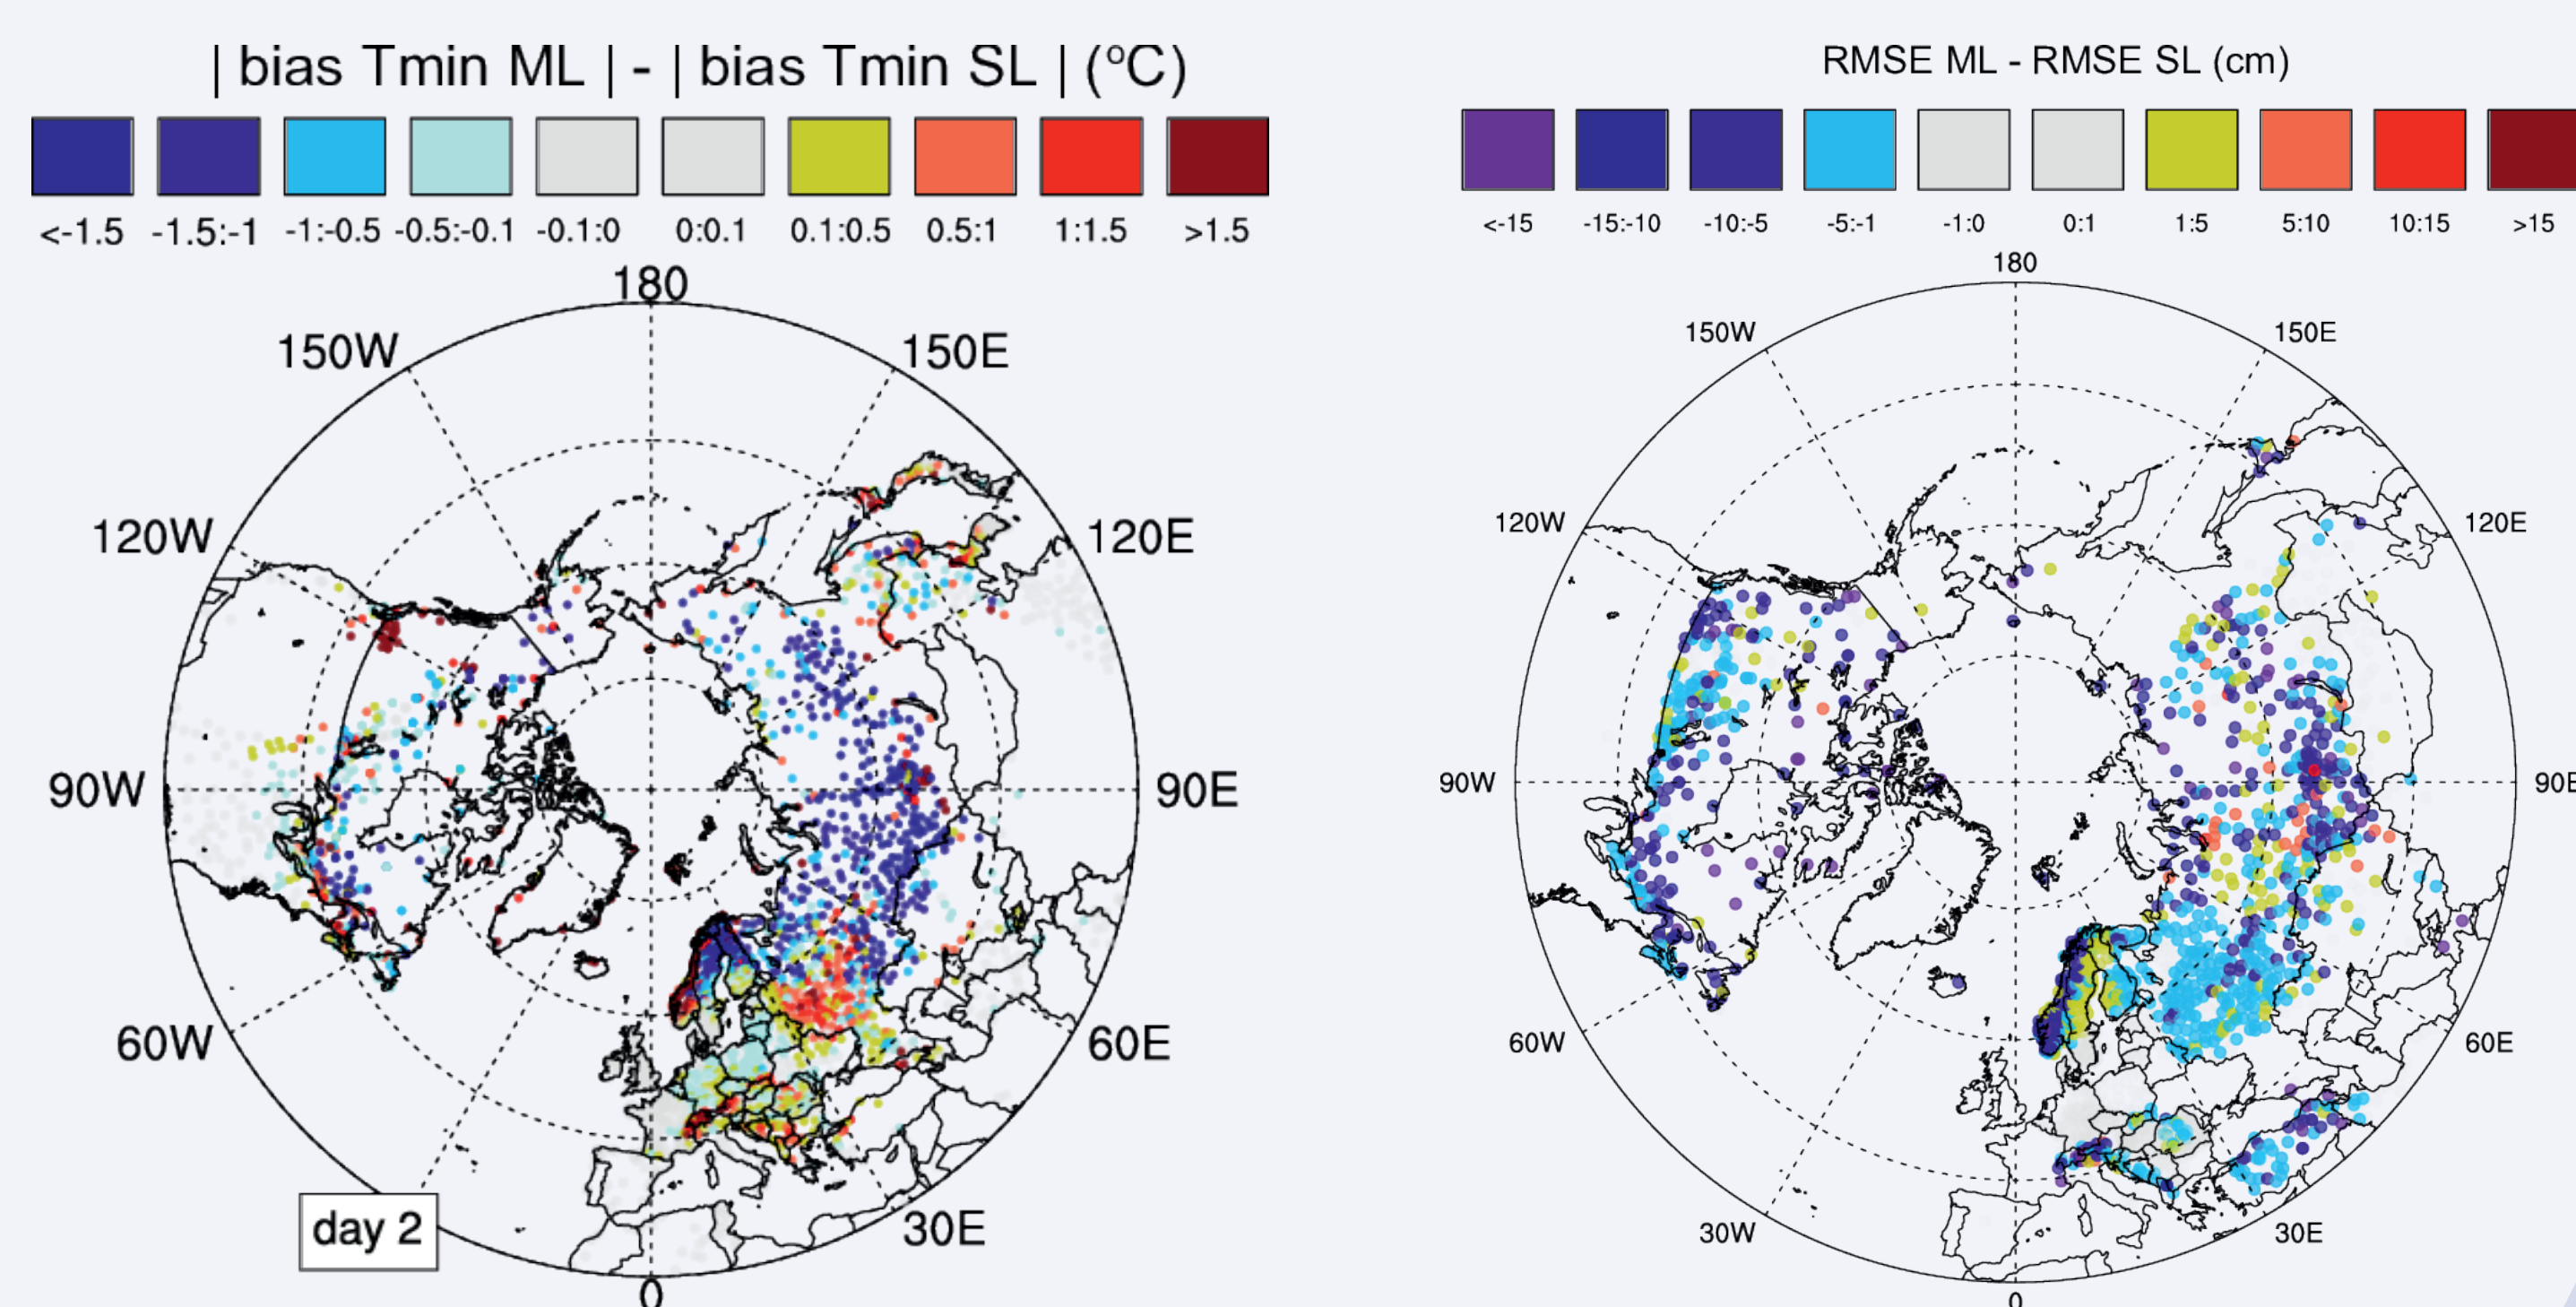 | bias Tmin ML | - | bias Tmin SL | (°C)
<-1.5 -1.5:-1 -1:-0.5 -0.5:-0.1 -0.1:0 0:0.1 0.1:0.5 0.5:1 1:1.5 >1.5
180
150W 150E
120W 120E
90W 90E
60W 60E
day 2 30E
0
RMSE ML - RMSE SL (cm)
<-15 -15:-10 -10:-5 -5:-1 -1:0 0:1 1:5 5:10 10:15 >15
180
150W 150E
120W 120E
90W 90E
60W 60E
30W 30E
0